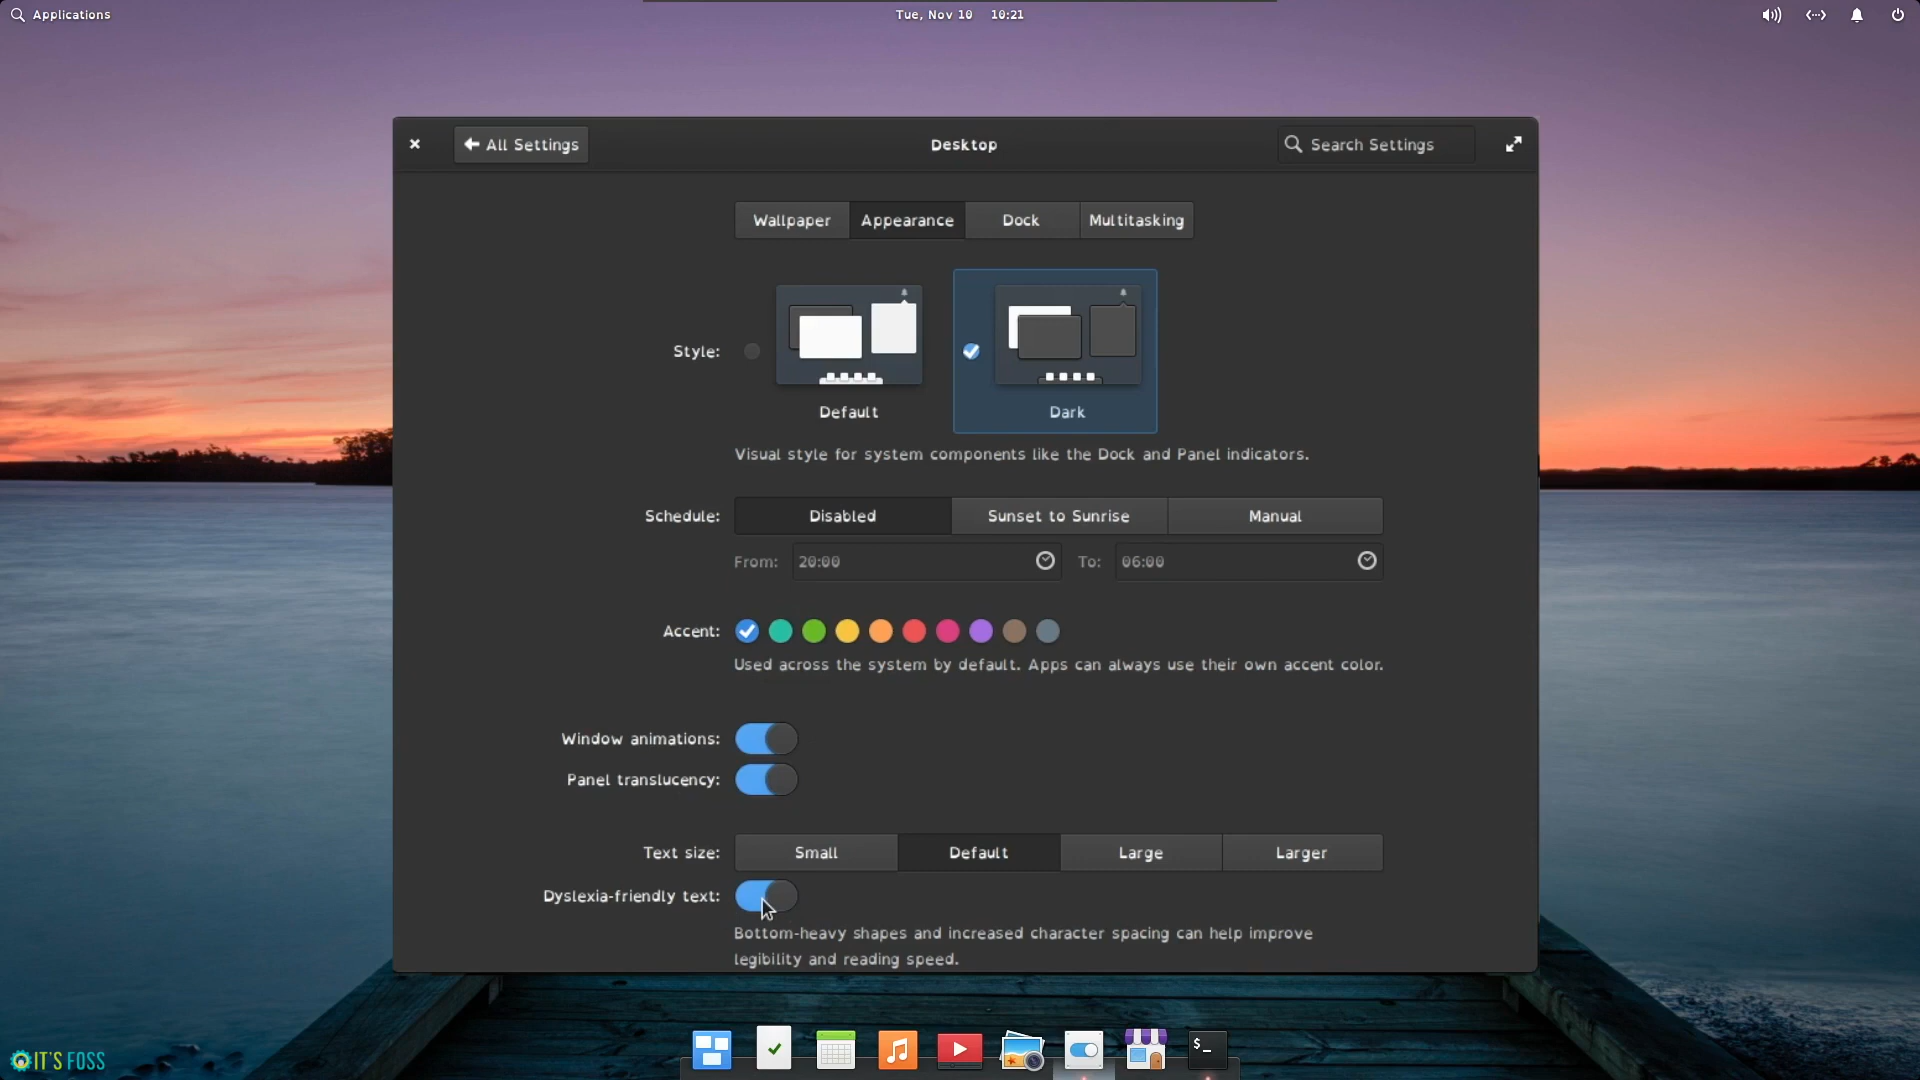 Applications
Tue, Nov 10 10:21
All Settings
Desktop
Search Settings
Wallpaper
Appearance
Dock
Multitasking
Style:
Default
Dark
Visual style for system components like the Dock and Panel indicators.
Schedule:
Disabled
Sunset to Sunrise
Manual
From:
20:00
To:
06:00
Accent:
Used across the system by default. Apps can always use their own accent color.
Window animations:
Panel translucency:
Text size:
Small
Default
Large
Larger
Dyslexia-friendly text:
Bottom-heavy shapes and increased character spacing can help improve
legibility and reading speed.
$_
IT'S FOSS